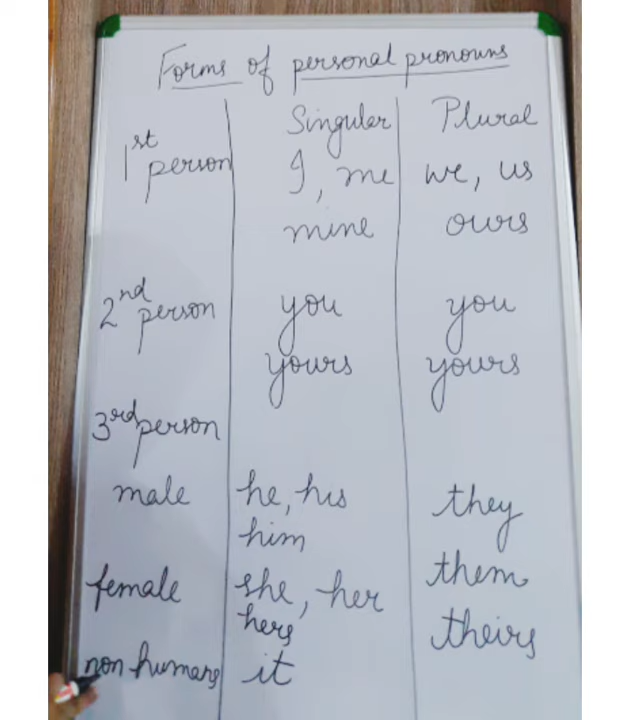 Forms of personal pronouns
Singular Plural
1st person I, me we, us
mine ours
2nd person you you
yours yours
3rd person
male he, his they
him
female she, her them
hers theirs
non humans it